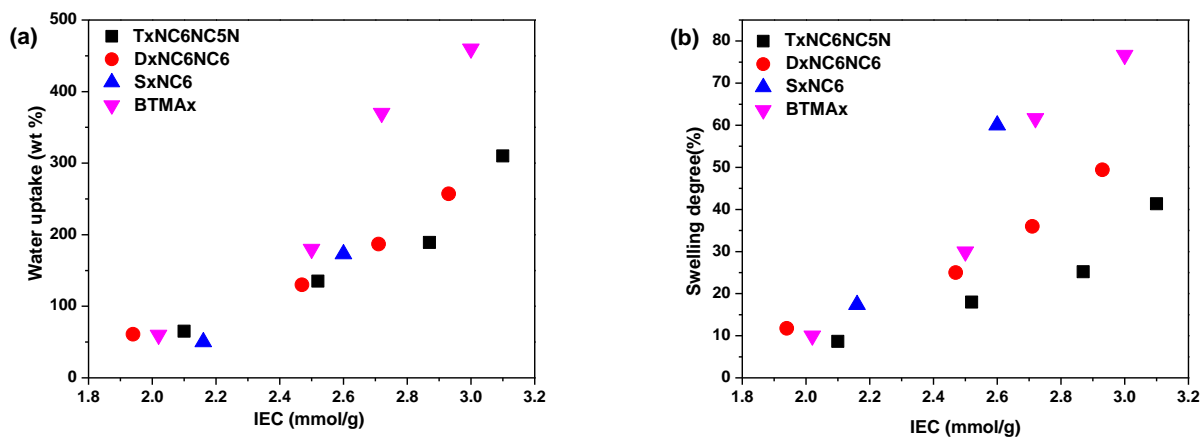 (a)
TxNC6NC5N
DxNC6NC6
SxNC6
BTMAx
Water uptake (wt %)
500
400
300
200
100
0
1.8 2.0 2.2 2.4 2.6 2.8 3.0 3.2
IEC (mmol/g)
(b)
TxNC6NC5N
DxNC6NC6
SxNC6
BTMAx
Swelling degree(%)
80
70
60
50
40
30
20
10
0
1.8 2.0 2.2 2.4 2.6 2.8 3.0 3.2
IEC (mmol/g)